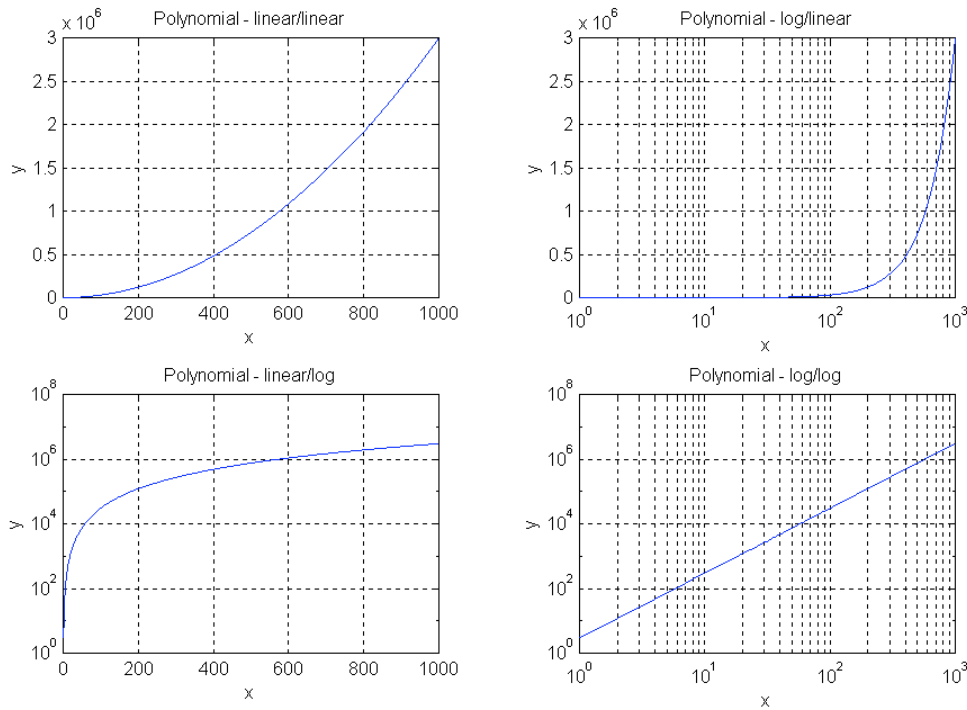 Polynomial - linear/linear
x 10^6
3
2.5
2
1.5
1
0.5
0
y
0 200 400 600 800 1000
x
Polynomial - log/linear
x 10^6
3
2.5
2
1.5
1
0.5
0
y
10^0 10^1 10^2 10^3
x
Polynomial - linear/log
10^8
10^6
10^4
10^2
10^0
y
0 200 400 600 800 1000
x
Polynomial - log/log
10^8
10^6
10^4
10^2
10^0
y
10^0 10^1 10^2 10^3
x